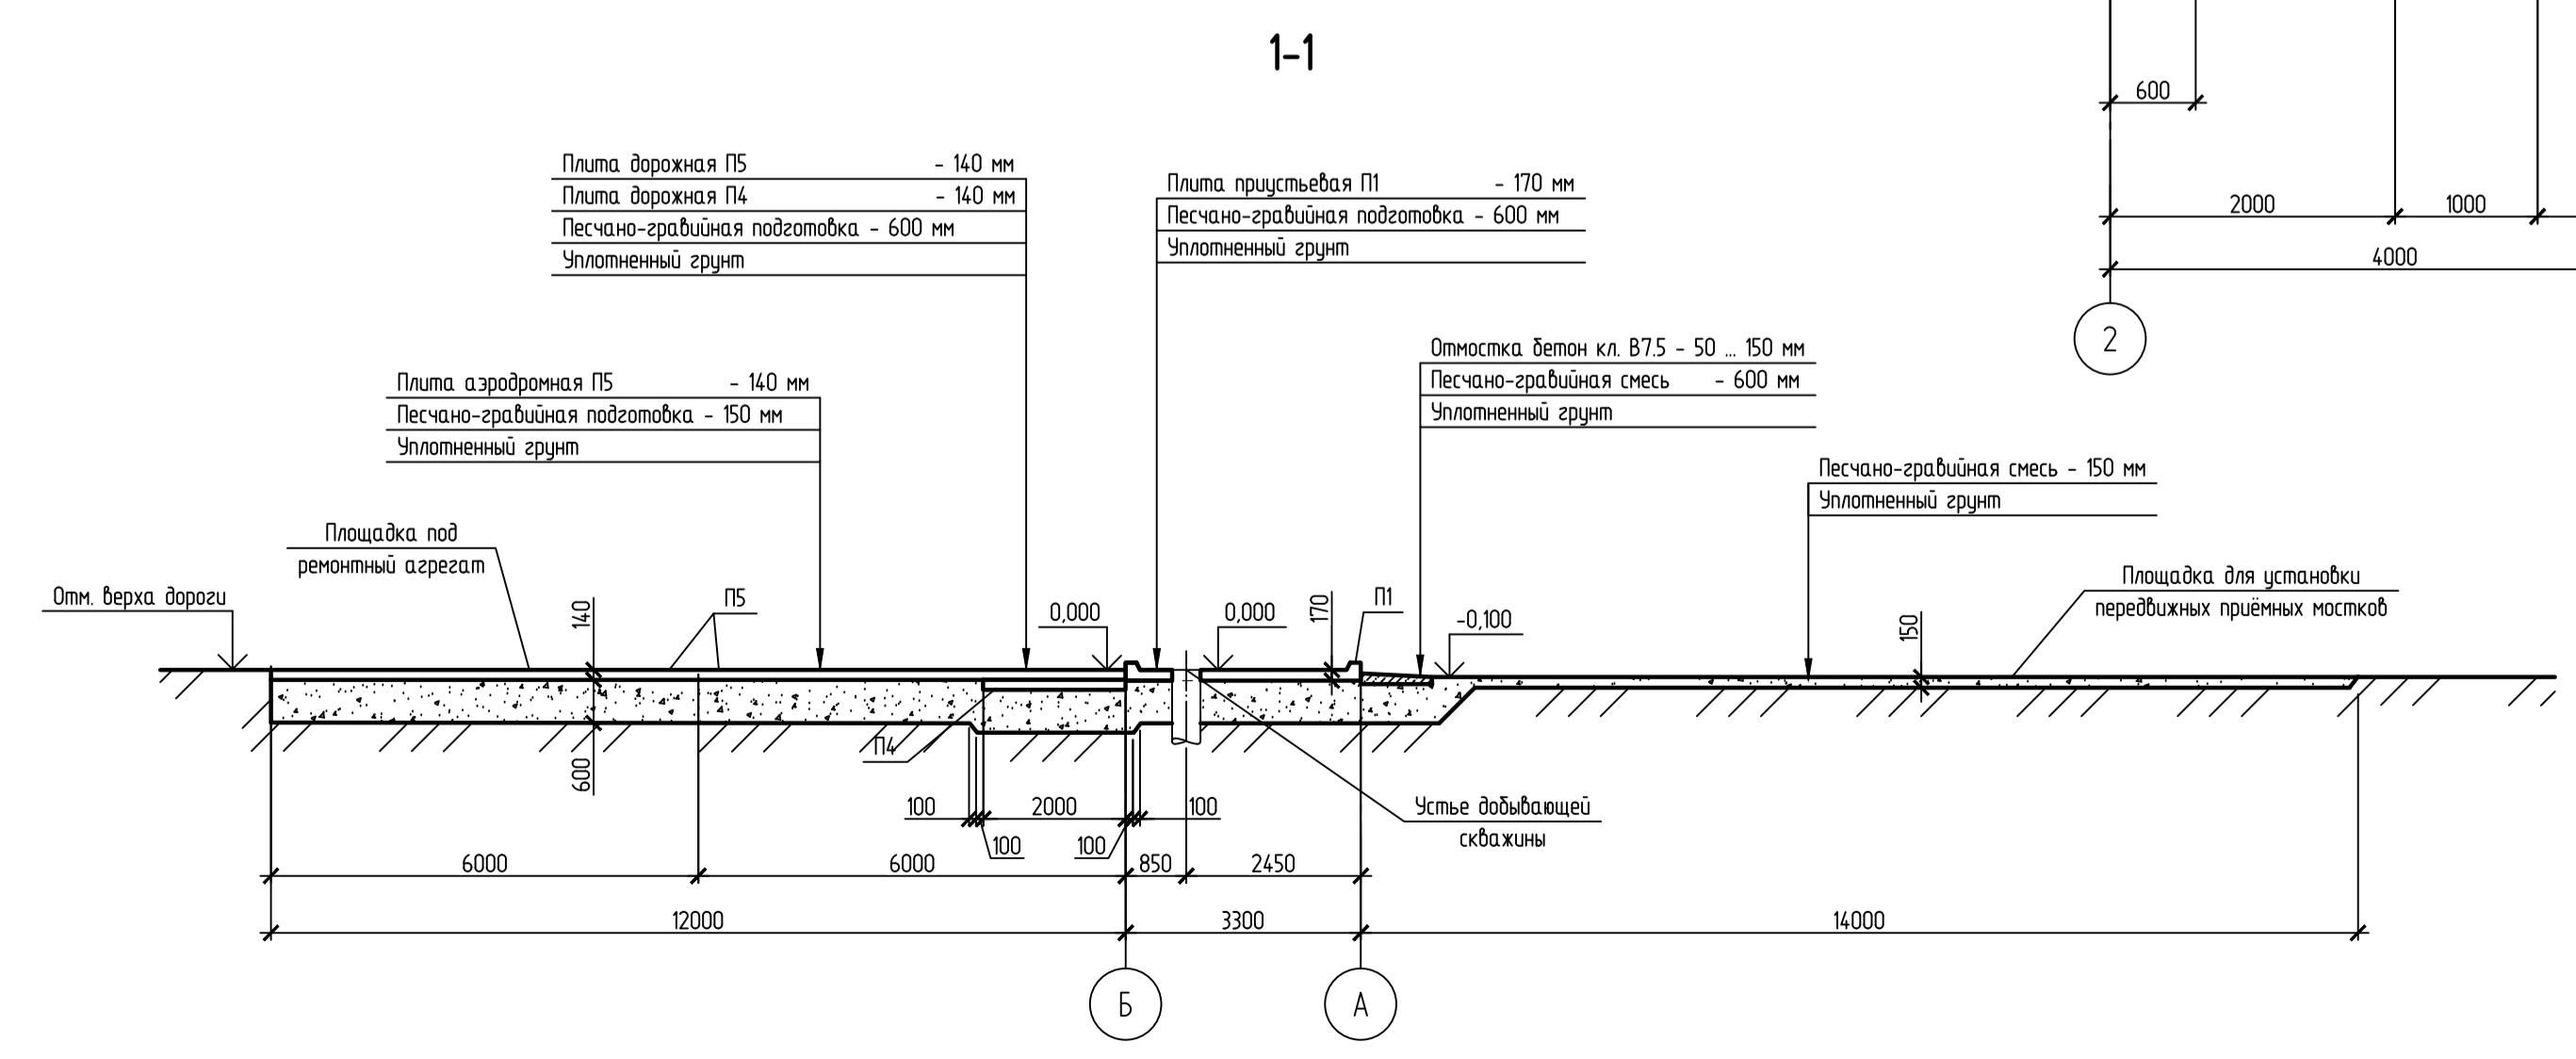 1-1
600
2000
1000
4000
2
Плита дорожная П5 - 140 мм
Плита дорожная П4 - 140 мм
Песчано-гравийная подготовка - 600 мм
Уплотненный грунт
Плита приустьевая П1 - 170 мм
Песчано-гравийная подготовка - 600 мм
Уплотненный грунт
Плита аэродромная П5 - 140 мм
Песчано-гравийная подготовка - 150 мм
Уплотненный грунт
Отмостка бетон кл. В7.5 - 50 ... 150 мм
Песчано-гравийная смесь - 600 мм
Уплотненный грунт
Песчано-гравийная смесь - 150 мм
Уплотненный грунт
Площадка под
ремонтный агрегат
Отм. верха дороги
П5
140
0,000
0,000
170
П1
-0,100
150
Площадка для установки
передвижных приёмных мостков
П4
600
100
2000
100
100
100
Устье добывающей
скважины
6000
6000
850
2450
12000
3300
14000
Б
А